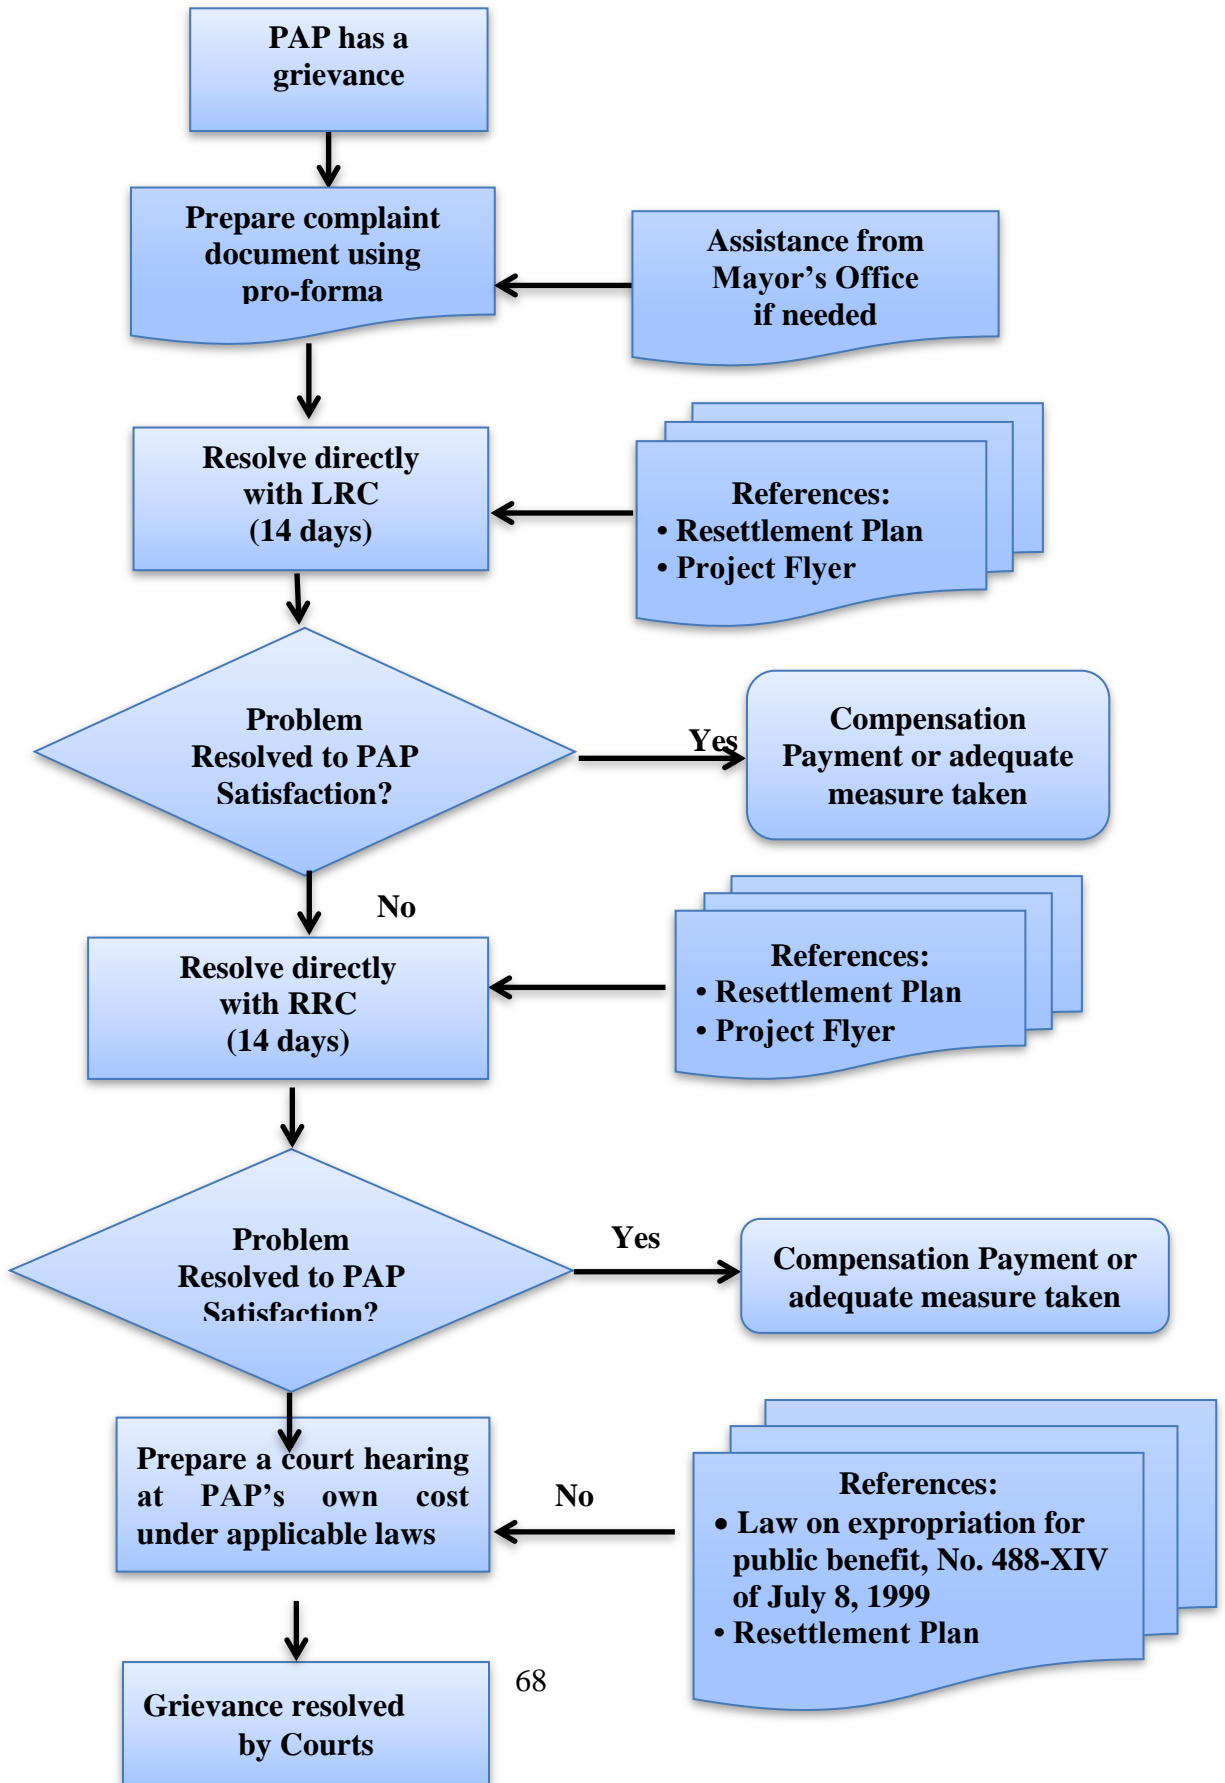 PAP has a
grievance
Prepare complaint
document using
pro-forma
Assistance from
Mayor’s Office
if needed
Resolve directly
with LRC
(14 days)
References:
• Resettlement Plan
• Project Flyer
Problem
Resolved to PAP
Satisfaction?
Yes
Compensation
Payment or adequate
measure taken
No
Resolve directly
with RRC
(14 days)
References:
• Resettlement Plan
• Project Flyer
Problem
Resolved to PAP
Satisfaction?
Yes
Compensation Payment or
adequate measure taken
Prepare a court hearing
at PAP’s own cost
under applicable laws
No
References:
• Law on expropriation for
public benefit, No. 488-XIV
of July 8, 1999
• Resettlement Plan
68
Grievance resolved
by Courts